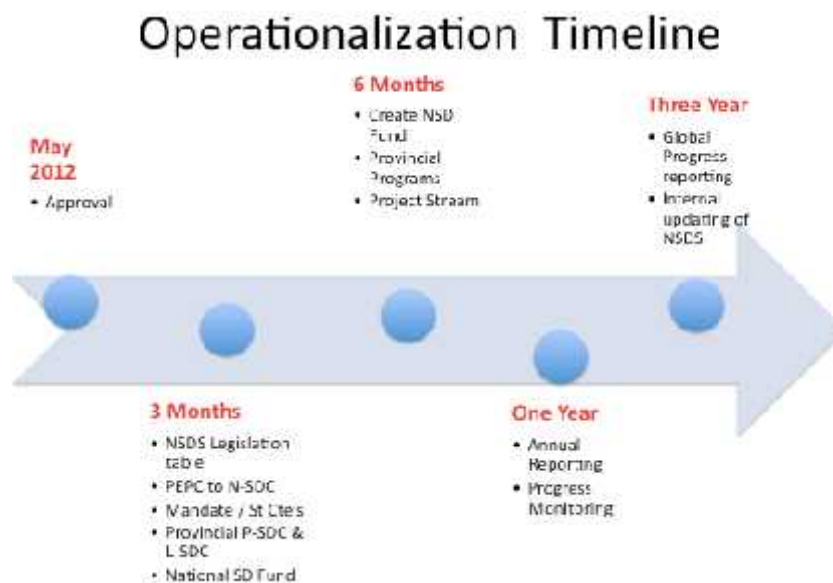 Operationalization Timeline
May
2012
• Approval
3 Months
• NSDS Legislation
table
• PEPC to N-SDC
• Mandate / St Ctels
• Provincial P-SDC &
L SDC
• National SD Fund
6 Months
• Create NSD
Fund
• Provincial
Programs
• Project Stream
One Year
• Annual
Reporting
• Progress
Monitoring
Three Year
• Global
Progress
reporting
• Internal
updating of
NSDS